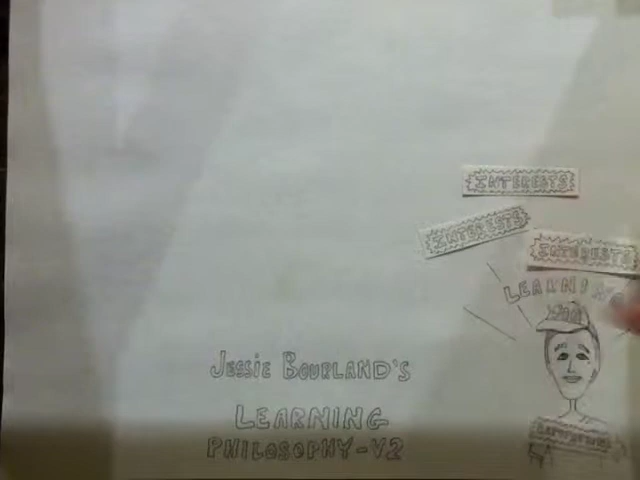 INTERESTS
INTERESTS
INTERESTS
LEARNING
JESSIE BOURLAND'S
LEARNING
PHILOSOPHY-V2